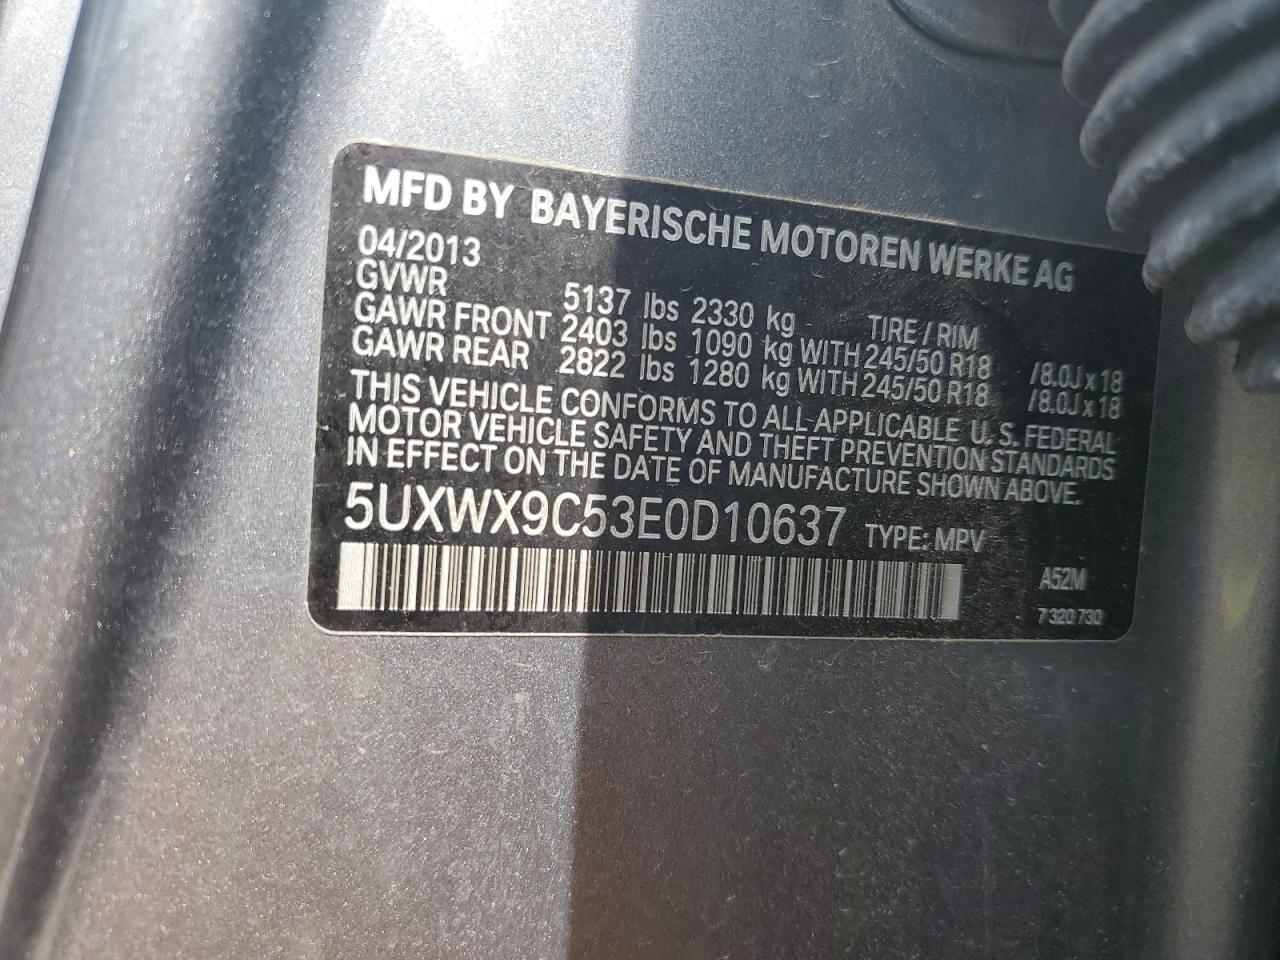 MFD BY BAYERISCHE MOTOREN WERKE AG
04/2013
GVWR 5137 lbs 2330 kg TIRE / RIM
GAWR FRONT 2403 lbs 1090 kg WITH 245/50 R18 /8.0J x 18
GAWR REAR 2822 lbs 1280 kg WITH 245/50 R18 /8.0J x 18
THIS VEHICLE CONFORMS TO ALL APPLICABLE U.S. FEDERAL
MOTOR VEHICLE SAFETY AND THEFT PREVENTION STANDARDS
IN EFFECT ON THE DATE OF MANUFACTURE SHOWN ABOVE.
5UXWX9C53E0D10637 TYPE: MPV
A52M
7 320 730